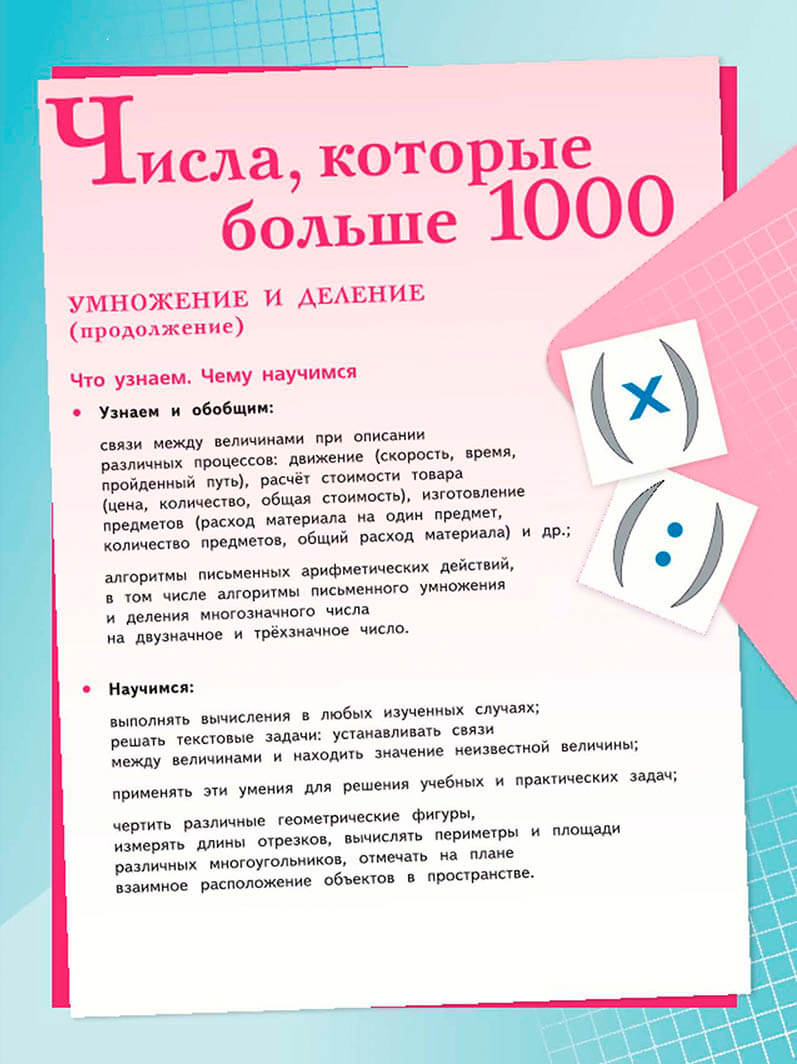 Числа, которые
больше 1000
УМНОЖЕНИЕ И ДЕЛЕНИЕ
(продолжение)
Что узнаем. Чему научимся
• Узнаем и обобщим:
связи между величинами при описании
различных процессов: движение (скорость, время,
пройденный путь), расчёт стоимости товара
(цена, количество, общая стоимость), изготовление
предметов (расход материала на один предмет,
количество предметов, общий расход материала) и др.;
алгоритмы письменных арифметических действий,
в том числе алгоритмы письменного умножения
и деления многозначного числа
на двузначное и трёхзначное число.
• Научимся:
выполнять вычисления в любых изученных случаях;
решать текстовые задачи: устанавливать связи
между величинами и находить значение неизвестной величины;
применять эти умения для решения учебных и практических задач;
чертить различные геометрические фигуры,
измерять длины отрезков, вычислять периметры и площади
различных многоугольников, отмечать на плане
взаимное расположение объектов в пространстве.
(x)
(:)